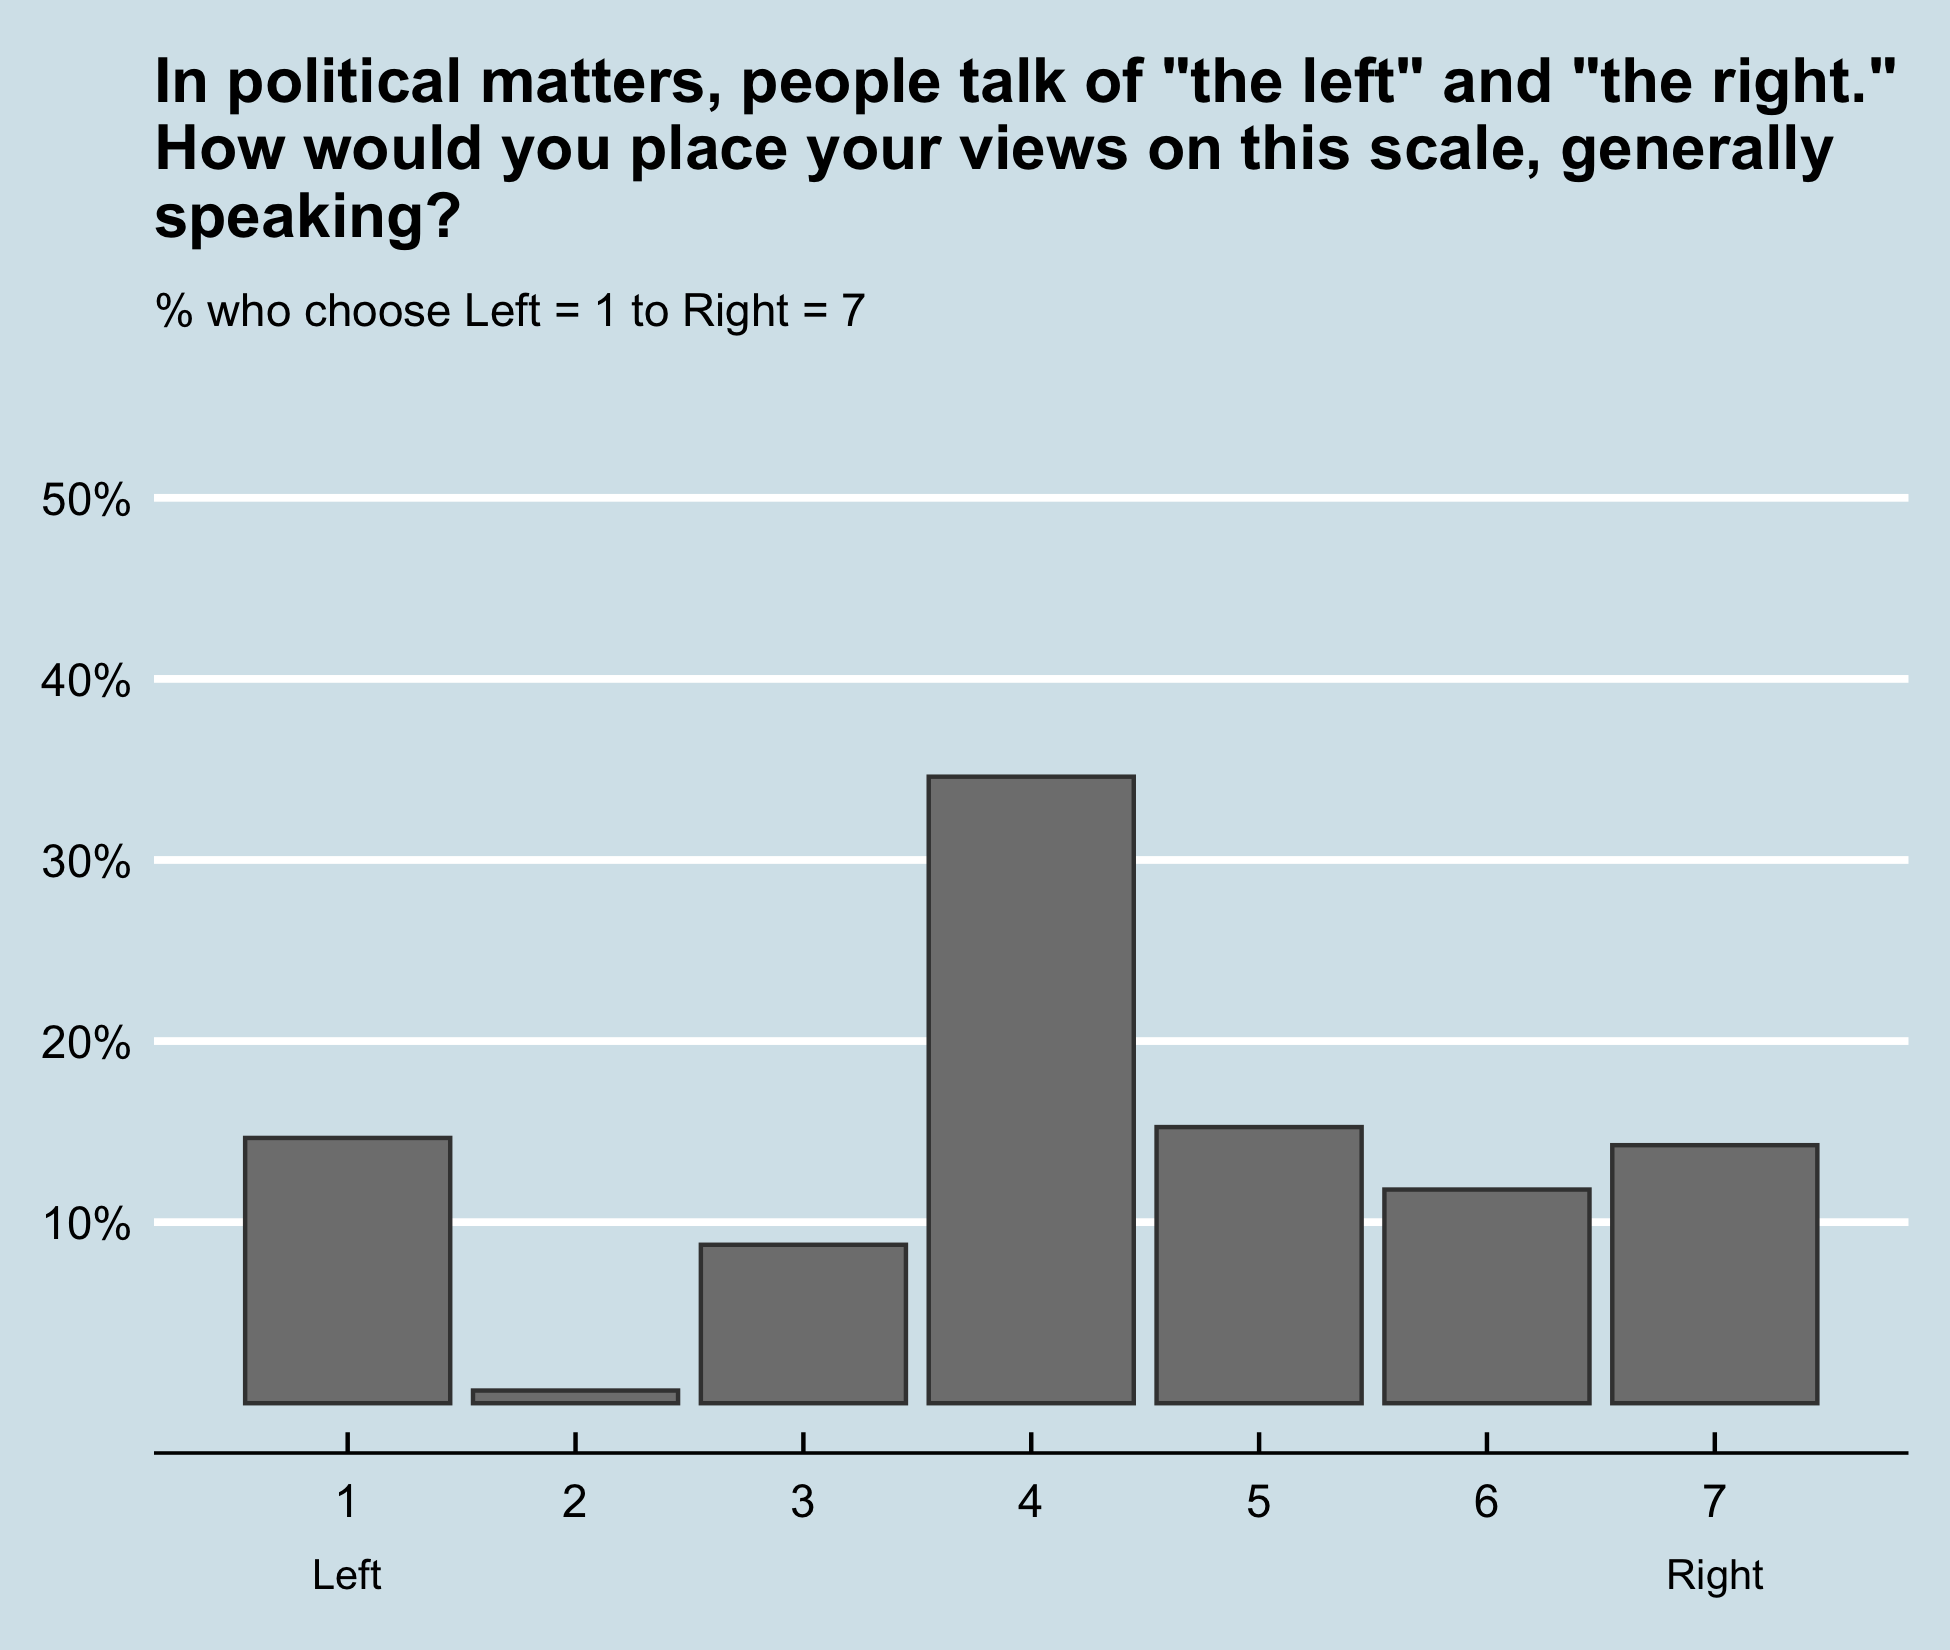 In political matters, people talk of "the left" and "the right."
How would you place your views on this scale, generally
speaking?
% who choose Left = 1 to Right = 7
50%
40%
30%
20%
10%
1 2 3 4 5 6 7
Left Right